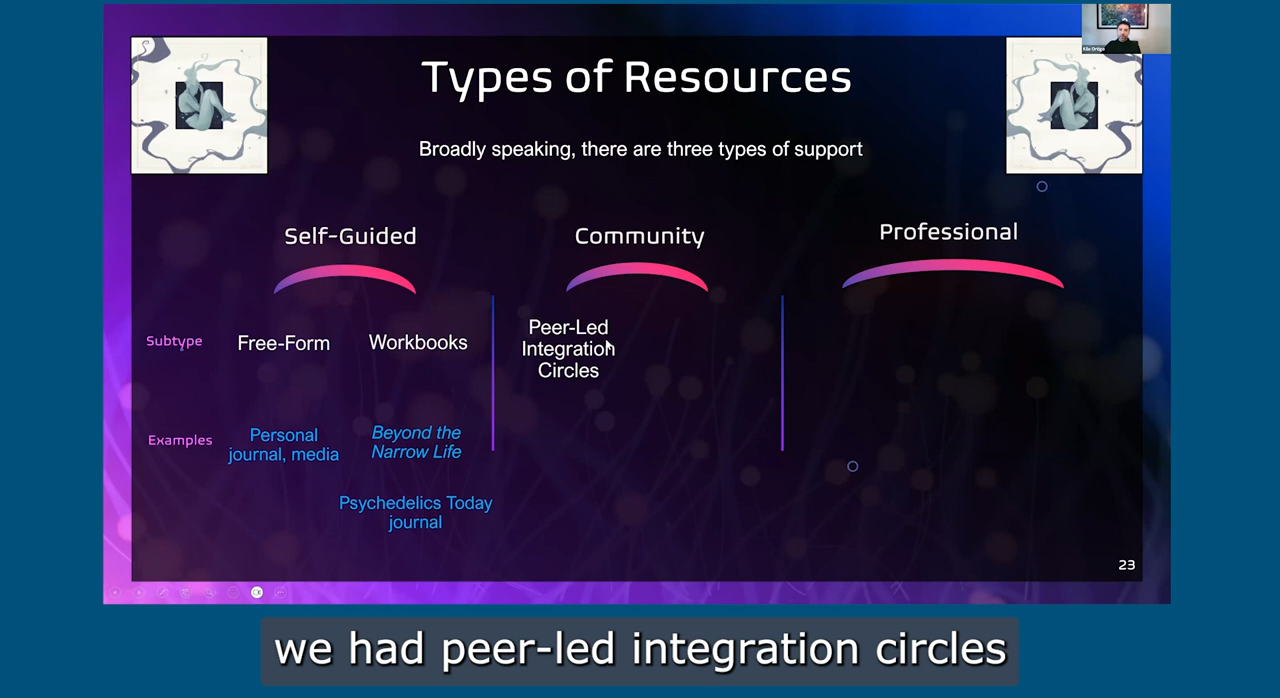 Kile Ortigo
Types of Resources
Broadly speaking, there are three types of support
Self-Guided
Community
Professional
Subtype
Free-Form
Workbooks
Peer-Led
Integration
Circles
Examples
Personal
journal, media
Beyond the
Narrow Life
Psychedelics Today
journal
23
we had peer-led integration circles